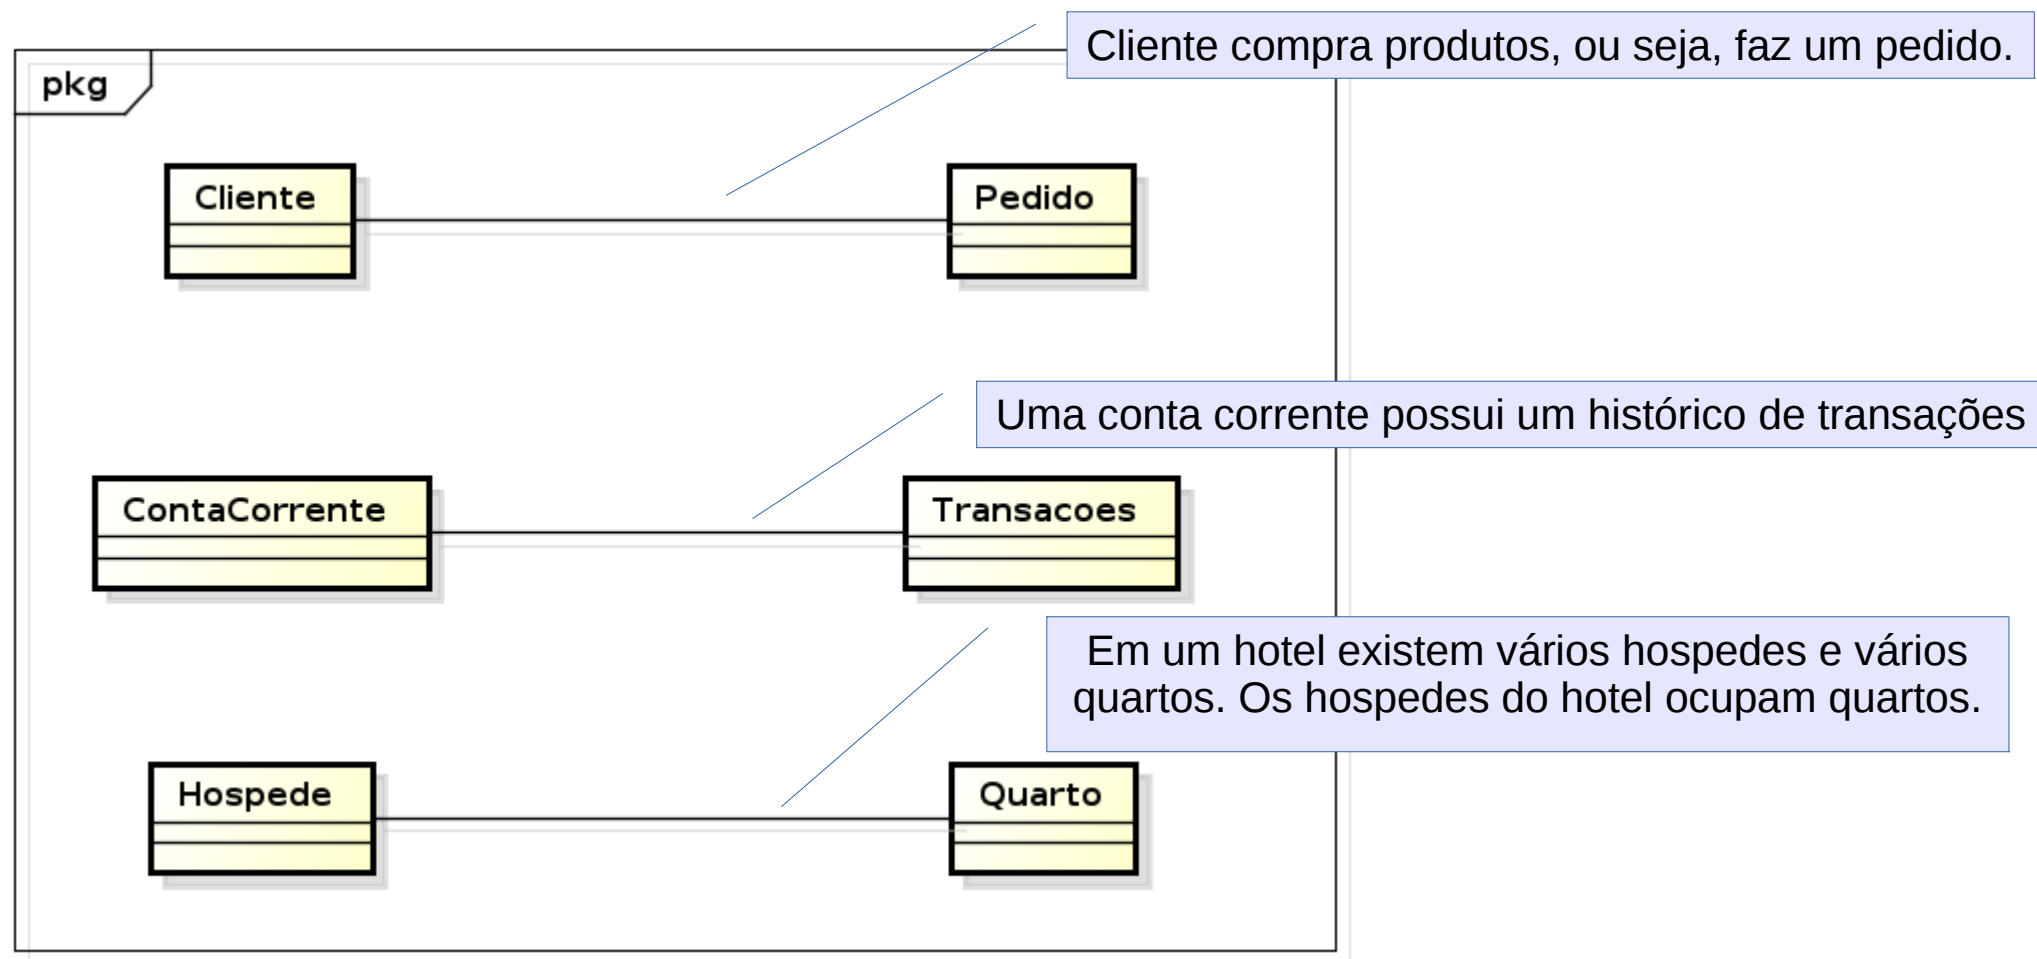 Cliente compra produtos, ou seja, faz um pedido.
pkg
Cliente
Pedido
Uma conta corrente possui um histórico de transações
ContaCorrente
Transacoes
Em um hotel existem vários hospedes e vários
quartos. Os hospedes do hotel ocupam quartos.
Hospede
Quarto